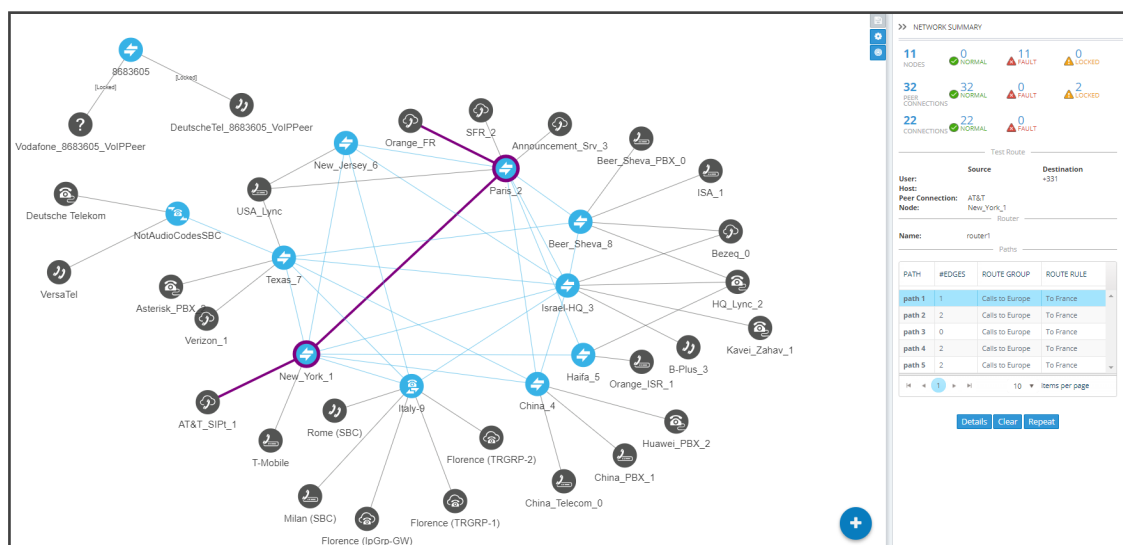 8683605
[Locked]
[Locked]
DeutscheTel_8683605_VoIPPeer
Vodafone_8683605_VoIPPeer
Orange_FR
SFR_2
Announcement_Srv_3
New_Jersey_6
Paris_2
Beer_Sheva_PBX_0
ISA_1
Deutsche Telekom
USA_Lync
NotAudioCodesSBC
Beer_Sheva_8
Bezeq_0
VersaTel
Texas_7
Asterisk_PBX_
Israel-HQ_3
HQ_Lync_2
Verizon_1
Kavei_Zahav_1
B-Plus_3
New_York_1
Haifa_5
Orange_ISR_1
AT&T_SIPt_1
Italy-9
China_4
Rome (SBC)
Huawei_PBX_2
T-Mobile
Florence (TRGRP-2)
China_PBX_1
China_Telecom_0
Milan (SBC)
Florence (TRGRP-1)
Florence (IpGrp-GW)
+
>> NETWORK SUMMARY
11 0 11 0
NODES NORMAL FAULT LOCKED
32 32 0 2
PEER CONNECTIONS NORMAL FAULT LOCKED
22 22 0
CONNECTIONS NORMAL FAULT
Test Route
Source Destination
User: +331
Host:
Peer Connection: AT&T
Node: New_York_1
Router
Name: router1
Paths
PATH #EDGES ROUTE GROUP ROUTE RULE
path 1 1 Calls to Europe To France
path 2 2 Calls to Europe To France
path 3 0 Calls to Europe To France
path 4 2 Calls to Europe To France
path 5 2 Calls to Europe To France
1 10 items per page
Details Clear Repeat